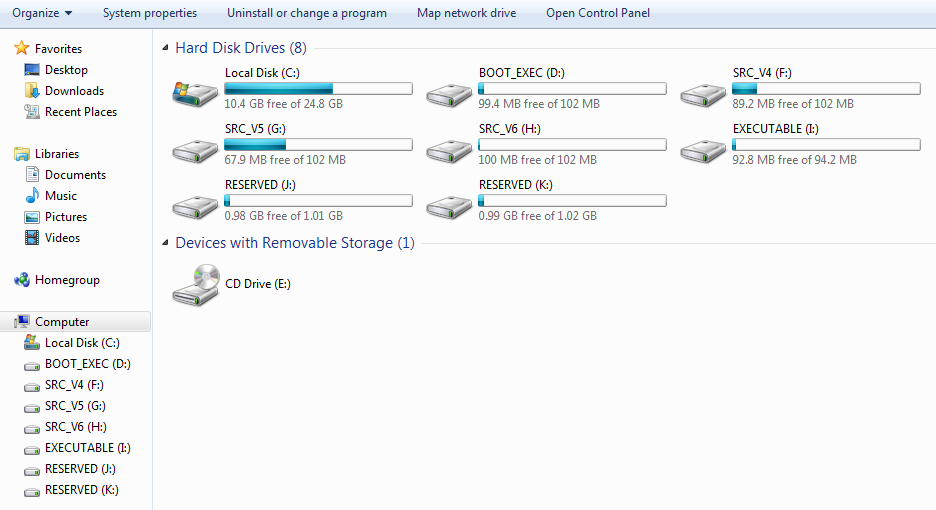 Organize
System properties
Uninstall or change a program
Map network drive
Open Control Panel
Favorites
Desktop
Downloads
Recent Places
Libraries
Documents
Music
Pictures
Videos
Homegroup
Computer
Local Disk (C:)
BOOT_EXEC (D:)
SRC_V4 (F:)
SRC_V5 (G:)
SRC_V6 (H:)
EXECUTABLE (I:)
RESERVED (J:)
RESERVED (K:)
Hard Disk Drives (8)
Local Disk (C:)
10.4 GB free of 24.8 GB
BOOT_EXEC (D:)
99.4 MB free of 102 MB
SRC_V4 (F:)
89.2 MB free of 102 MB
SRC_V5 (G:)
67.9 MB free of 102 MB
SRC_V6 (H:)
100 MB free of 102 MB
EXECUTABLE (I:)
92.8 MB free of 94.2 MB
RESERVED (J:)
0.98 GB free of 1.01 GB
RESERVED (K:)
0.99 GB free of 1.02 GB
Devices with Removable Storage (1)
CD Drive (E:)